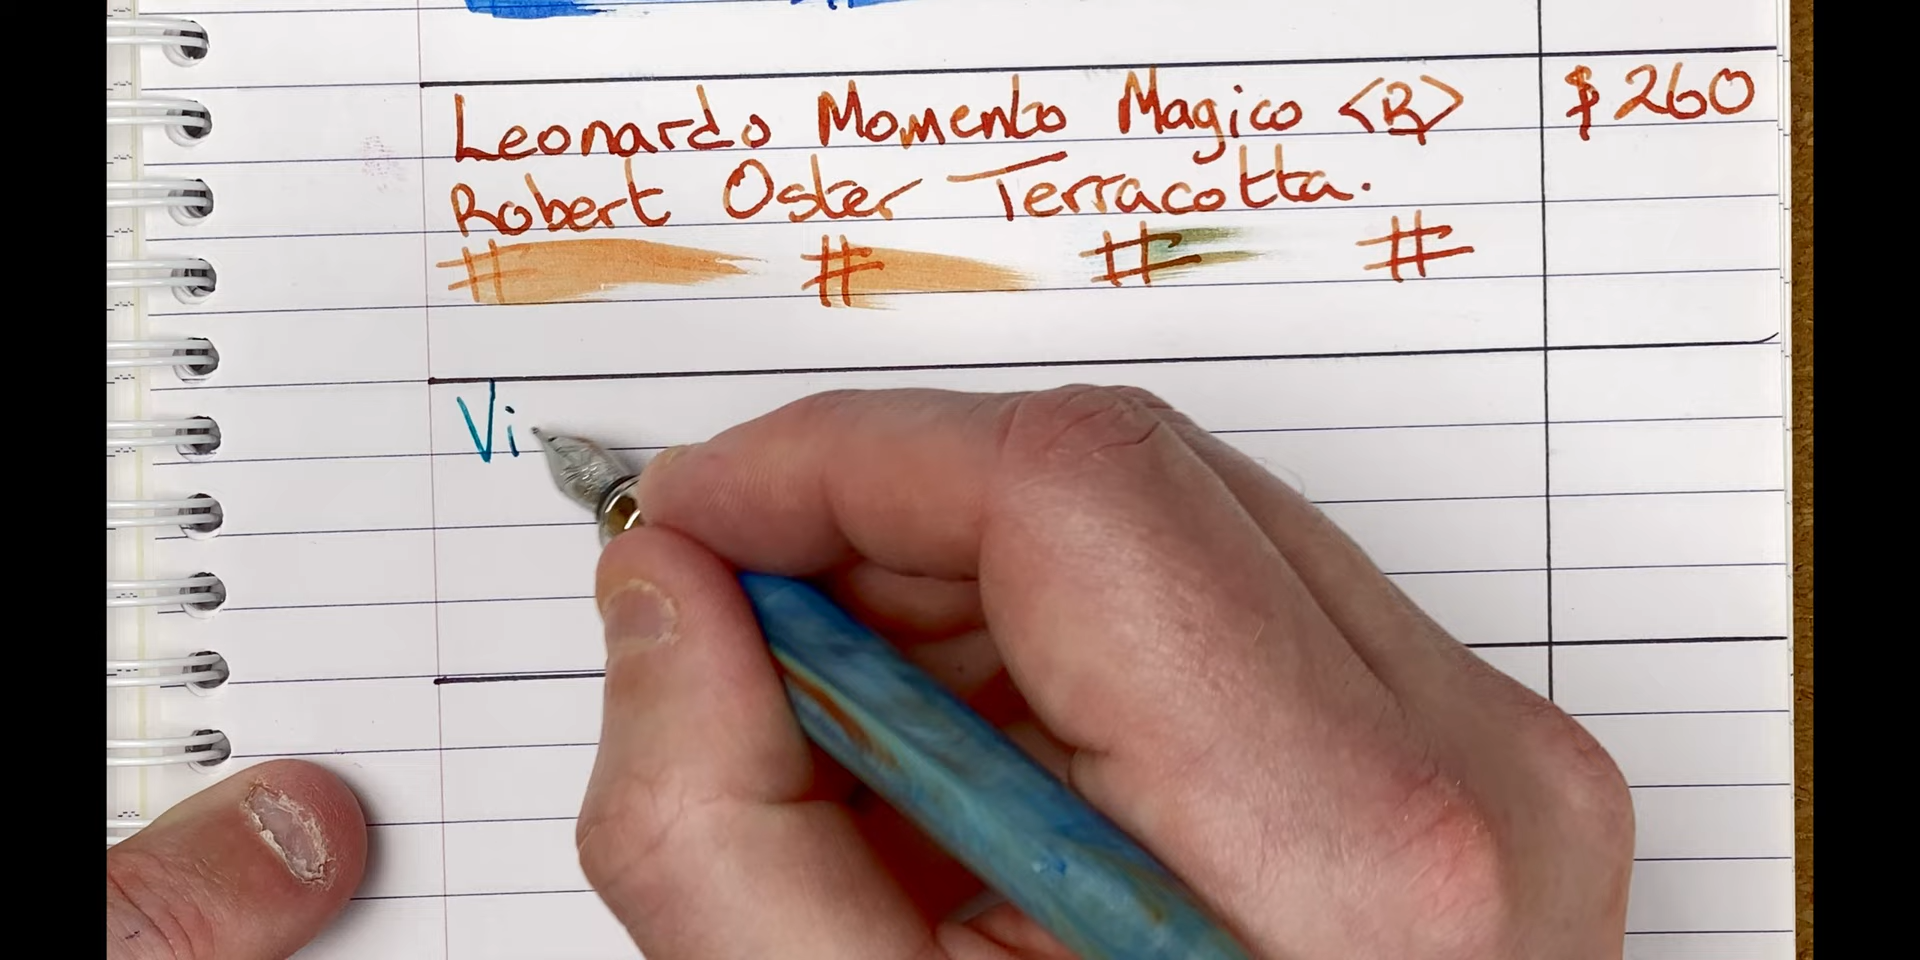 Leonardo Momento Magico <B> $260
Robert Oster Terracotta.
# # # #
Vi